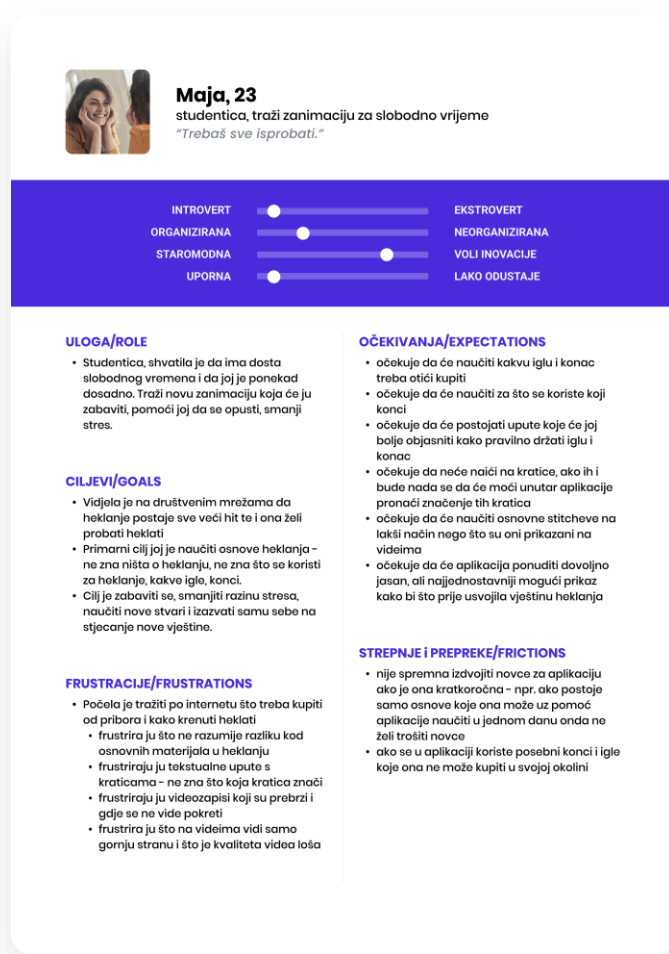 Maja, 23
studentica, traži zanimaciju za slobodno vrijeme
“Trebaš sve isprobati.”
INTROVERT EKSTROVERT
ORGANIZIRANA NEORGANIZIRANA
STAROMODNA VOLI INOVACIJE
UPORNA LAKO ODUSTAJE
ULOGA/ROLE
• Studentica, shvatila je da ima dosta
slobodnog vremena i da joj je ponekad
dosadno. Traži novu zanimaciju koja će ju
zabaviti, pomoći joj da se opusti, smanji
stres.
CILJEVI/GOALS
• Vidjela je na društvenim mrežama da
heklanje postaje sve veći hit te i ona želi
probati heklati
• Primarni cilj joj je naučiti osnove heklanja -
ne zna ništa o heklanju, ne zna što se koristi
za heklanje, kakve igle, konci.
• Cilj je zabaviti se, smanjiti razinu stresa,
naučiti nove stvari i izazvati samu sebe na
stjecanje nove vještine.
FRUSTRACIJE/FRUSTRATIONS
• Počela je tražiti po internetu što treba kupiti
od pribora i kako krenuti heklati
• frustrira ju što ne razumije razliku kod
osnovnih materijala u heklanju
• frustriraju ju tekstualne upute s
kraticama - ne zna što koja kratica znači
• frustriraju ju videozapisi koji su prebrzi i
gdje se ne vide pokreti
• frustrira ju što na videima vidi samo
gornju stranu i što je kvaliteta videa loša
OČEKIVANJA/EXPECTATIONS
• očekuje da će naučiti kakvu iglu i konac
treba otići kupiti
• očekuje da će naučiti za što se koriste koji
konci
• očekuje da će postojati upute koje će joj
bolje objasniti kako pravilno držati iglu i
konac
• očekuje da neće naići na kratice, ako ih i
bude nada se da će moći unutar aplikacije
pronaći značenje tih kratica
• očekuje da će naučiti osnovne stitcheve na
lakši način nego što su oni prikazani na
videima
• očekuje da će aplikacija ponuditi dovoljno
jasan, ali najjednostavniji mogući prikaz
kako bi što prije usvojila vještinu heklanja
STREPNJE i PREPREKE/FRICTIONS
• nije spremna izdvojiti novce za aplikaciju
ako je ona kratkoročna - npr. ako postoje
samo osnove koje ona može uz pomoć
aplikacije naučiti u jednom danu onda ne
želi trošiti novce
• ako se u aplikaciji koriste posebni konci i igle
koje ona ne može kupiti u svojoj okolini